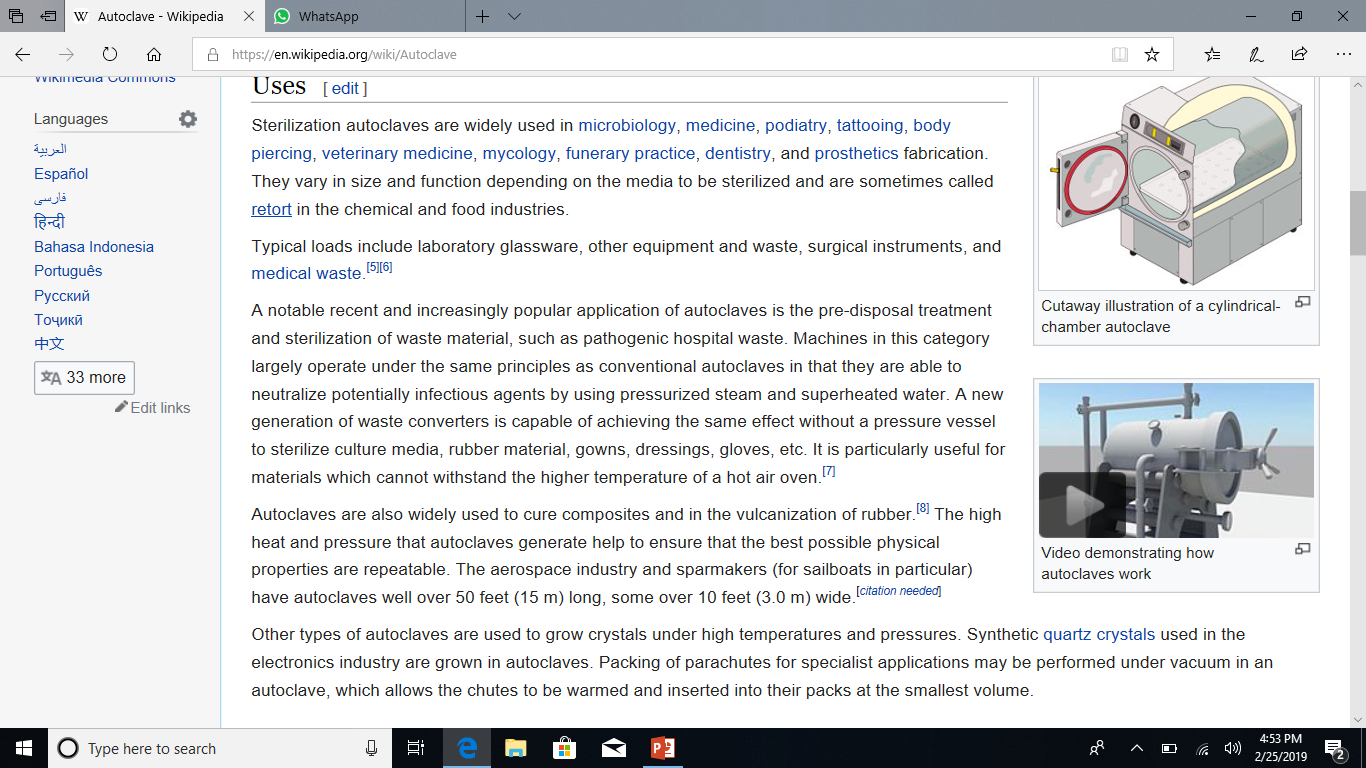 Autoclave - Wikipedia
WhatsApp
https://en.wikipedia.org/wiki/Autoclave
Wikimedia Commons
Languages
العربية
Español
فارسی
हिन्दी
Bahasa Indonesia
Português
Русский
Тоҷикӣ
中文
33 more
Edit links
Uses [ edit ]
Sterilization autoclaves are widely used in microbiology, medicine, podiatry, tattooing, body
piercing, veterinary medicine, mycology, funerary practice, dentistry, and prosthetics fabrication.
They vary in size and function depending on the media to be sterilized and are sometimes called
retort in the chemical and food industries.
Typical loads include laboratory glassware, other equipment and waste, surgical instruments, and
medical waste.[5][6]
A notable recent and increasingly popular application of autoclaves is the pre-disposal treatment
and sterilization of waste material, such as pathogenic hospital waste. Machines in this category
largely operate under the same principles as conventional autoclaves in that they are able to
neutralize potentially infectious agents by using pressurized steam and superheated water. A new
generation of waste converters is capable of achieving the same effect without a pressure vessel
to sterilize culture media, rubber material, gowns, dressings, gloves, etc. It is particularly useful for
materials which cannot withstand the higher temperature of a hot air oven.[7]
Autoclaves are also widely used to cure composites and in the vulcanization of rubber.[8] The high
heat and pressure that autoclaves generate help to ensure that the best possible physical
properties are repeatable. The aerospace industry and sparmakers (for sailboats in particular)
have autoclaves well over 50 feet (15 m) long, some over 10 feet (3.0 m) wide.[citation needed]
Other types of autoclaves are used to grow crystals under high temperatures and pressures. Synthetic quartz crystals used in the
electronics industry are grown in autoclaves. Packing of parachutes for specialist applications may be performed under vacuum in an
autoclave, which allows the chutes to be warmed and inserted into their packs at the smallest volume.
Cutaway illustration of a cylindrical-
chamber autoclave
Video demonstrating how
autoclaves work
Type here to search
4:53 PM
2/25/2019
2